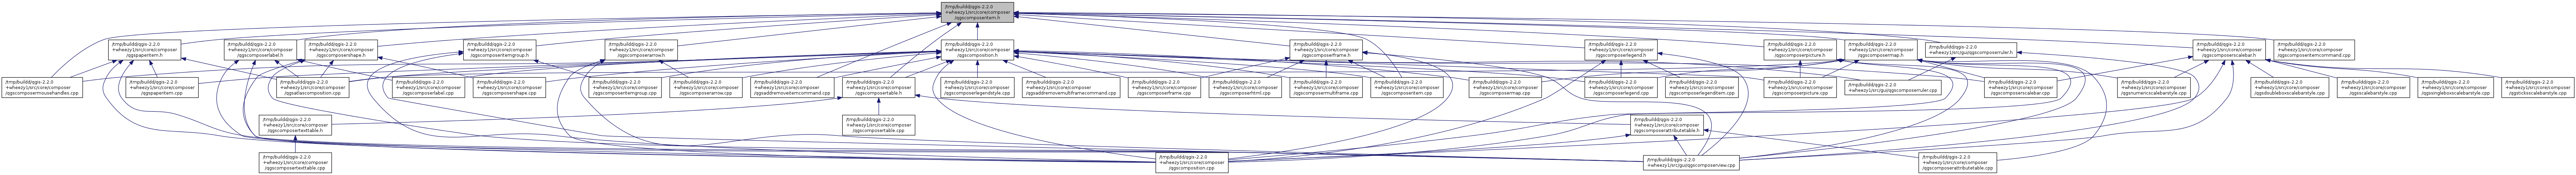 /tmp/buildd/qgis-2.2.0
+wheezy1/src/core/composer
/qgscomposeritem.h
/tmp/buildd/qgis-2.2.0
+wheezy1/src/core/composer
/qgspaperitem.h
/tmp/buildd/qgis-2.2.0
+wheezy1/src/core/composer
/qgscomposerlabel.h
/tmp/buildd/qgis-2.2.0
+wheezy1/src/core/composer
/qgscomposershape.h
/tmp/buildd/qgis-2.2.0
+wheezy1/src/core/composer
/qgscomposeritemgroup.h
/tmp/buildd/qgis-2.2.0
+wheezy1/src/core/composer
/qgscomposerarrow.h
/tmp/buildd/qgis-2.2.0
+wheezy1/src/core/composer
/qgscomposition.h
/tmp/buildd/qgis-2.2.0
+wheezy1/src/core/composer
/qgscomposerframe.h
/tmp/buildd/qgis-2.2.0
+wheezy1/src/core/composer
/qgscomposerlegend.h
/tmp/buildd/qgis-2.2.0
+wheezy1/src/core/composer
/qgscomposerpicture.h
/tmp/buildd/qgis-2.2.0
+wheezy1/src/core/composer
/qgscomposermap.h
/tmp/buildd/qgis-2.2.0
+wheezy1/src/gui/qgscomposerruler.h
/tmp/buildd/qgis-2.2.0
+wheezy1/src/core/composer
/qgscomposerscalebar.h
/tmp/buildd/qgis-2.2.0
+wheezy1/src/core/composer
/qgscomposeritemcommand.cpp
/tmp/buildd/qgis-2.2.0
+wheezy1/src/core/composer
/qgscomposermousehandles.cpp
/tmp/buildd/qgis-2.2.0
+wheezy1/src/core/composer
/qgspaperitem.cpp
/tmp/buildd/qgis-2.2.0
+wheezy1/src/core/composer
/qgsatlascomposition.cpp
/tmp/buildd/qgis-2.2.0
+wheezy1/src/core/composer
/qgscomposerlabel.cpp
/tmp/buildd/qgis-2.2.0
+wheezy1/src/core/composer
/qgscomposershape.cpp
/tmp/buildd/qgis-2.2.0
+wheezy1/src/core/composer
/qgscomposeritemgroup.cpp
/tmp/buildd/qgis-2.2.0
+wheezy1/src/core/composer
/qgscomposerarrow.cpp
/tmp/buildd/qgis-2.2.0
+wheezy1/src/core/composer
/qgsaddremoveitemcommand.cpp
/tmp/buildd/qgis-2.2.0
+wheezy1/src/core/composer
/qgscomposertable.h
/tmp/buildd/qgis-2.2.0
+wheezy1/src/core/composer
/qgscomposerlegendstyle.cpp
/tmp/buildd/qgis-2.2.0
+wheezy1/src/core/composer
/qgsaddremovemultiframecommand.cpp
/tmp/buildd/qgis-2.2.0
+wheezy1/src/core/composer
/qgscomposerframe.cpp
/tmp/buildd/qgis-2.2.0
+wheezy1/src/core/composer
/qgscomposerhtml.cpp
/tmp/buildd/qgis-2.2.0
+wheezy1/src/core/composer
/qgscomposermultiframe.cpp
/tmp/buildd/qgis-2.2.0
+wheezy1/src/core/composer
/qgscomposeritem.cpp
/tmp/buildd/qgis-2.2.0
+wheezy1/src/core/composer
/qgscomposermap.cpp
/tmp/buildd/qgis-2.2.0
+wheezy1/src/core/composer
/qgscomposerlegend.cpp
/tmp/buildd/qgis-2.2.0
+wheezy1/src/core/composer
/qgscomposerlegenditem.cpp
/tmp/buildd/qgis-2.2.0
+wheezy1/src/core/composer
/qgscomposerpicture.cpp
/tmp/buildd/qgis-2.2.0
+wheezy1/src/gui/qgscomposerruler.cpp
/tmp/buildd/qgis-2.2.0
+wheezy1/src/core/composer
/qgscomposerscalebar.cpp
/tmp/buildd/qgis-2.2.0
+wheezy1/src/core/composer
/qgsnumericscalebarstyle.cpp
/tmp/buildd/qgis-2.2.0
+wheezy1/src/core/composer
/qgsdoubleboxscalebarstyle.cpp
/tmp/buildd/qgis-2.2.0
+wheezy1/src/core/composer
/qgsscalebarstyle.cpp
/tmp/buildd/qgis-2.2.0
+wheezy1/src/core/composer
/qgssingleboxscalebarstyle.cpp
/tmp/buildd/qgis-2.2.0
+wheezy1/src/core/composer
/qgsticksscalebarstyle.cpp
/tmp/buildd/qgis-2.2.0
+wheezy1/src/core/composer
/qgscomposertexttable.h
/tmp/buildd/qgis-2.2.0
+wheezy1/src/core/composer
/qgscomposertable.cpp
/tmp/buildd/qgis-2.2.0
+wheezy1/src/core/composer
/qgscomposerattributetable.h
/tmp/buildd/qgis-2.2.0
+wheezy1/src/core/composer
/qgscomposertexttable.cpp
/tmp/buildd/qgis-2.2.0
+wheezy1/src/core/composer
/qgscomposition.cpp
/tmp/buildd/qgis-2.2.0
+wheezy1/src/gui/qgscomposerview.cpp
/tmp/buildd/qgis-2.2.0
+wheezy1/src/core/composer
/qgscomposerattributetable.cpp